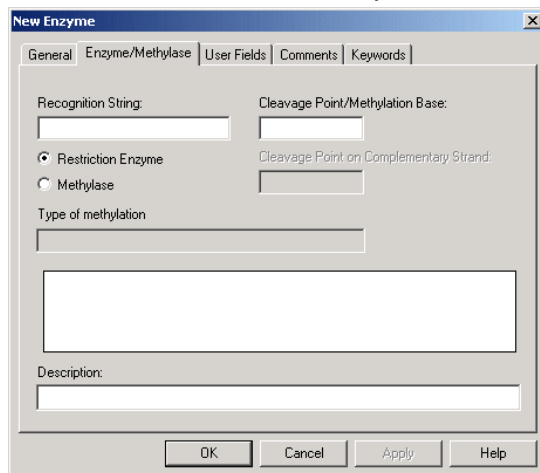 New Enzyme
General Enzyme/Methylase User Fields Comments Keywords
Recognition String: Cleavage Point/Methylation Base:
Restriction Enzyme Cleavage Point on Complementary Strand:
Methylase
Type of methylation
Description:
OK Cancel Apply Help